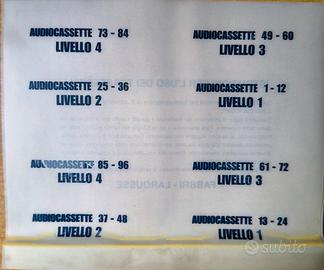 AUDIOCASSETTE 73 - 84
LIVELLO 4
AUDIOCASSETTE 49 - 60
LIVELLO 3
AUDIOCASSETTE 25 - 36
LIVELLO 2
AUDIOCASSETTE 1 - 12
LIVELLO 1
AUDIOCASSETTE 85 - 96
LIVELLO 4
AUDIOCASSETTE 61 - 72
LIVELLO 3
FABBRI - LAROUSSE
AUDIOCASSETTE 37 - 48
LIVELLO 2
AUDIOCASSETTE 13 - 24
LIVELLO 1
subito